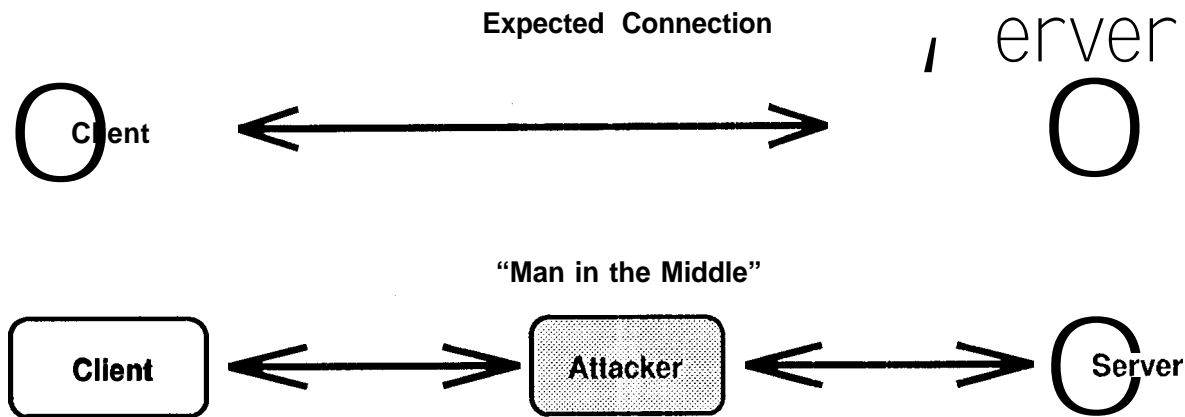 Expected Connection
erver
Client
"Man in the Middle"
Client
Attacker
Server